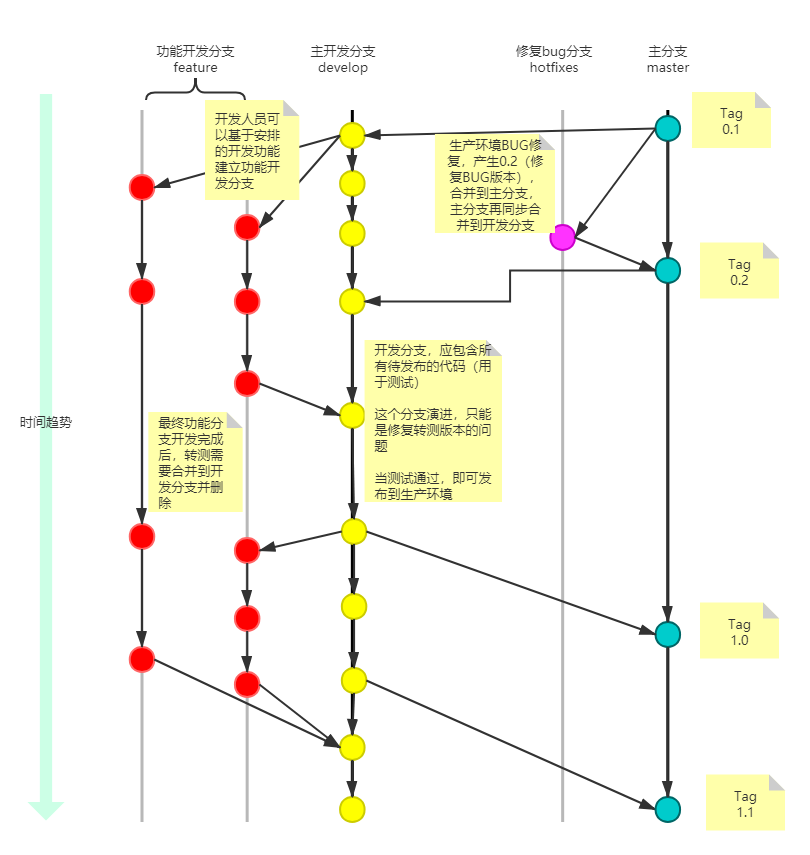 功能开发分支
feature
主开发分支
develop
修复bug分支
hotfixes
主分支
master
开发人员可
以基于安排
的开发功能
建立功能开
发分支
生产环境BUG修
复，产生0.2（修
复BUG版本），
合并到主分支，
主分支再同步合
并到开发分支
Tag
0.1
Tag
0.2
开发分支，应包含所
有待发布的代码（用
于测试）
这个分支演进，只能
是修复转测版本的问
题
当测试通过，即可发
布到生产环境
时间趋势
最终功能分
支开发完成
后，转测需
要合并到开
发分支并删
除
Tag
1.0
Tag
1.1